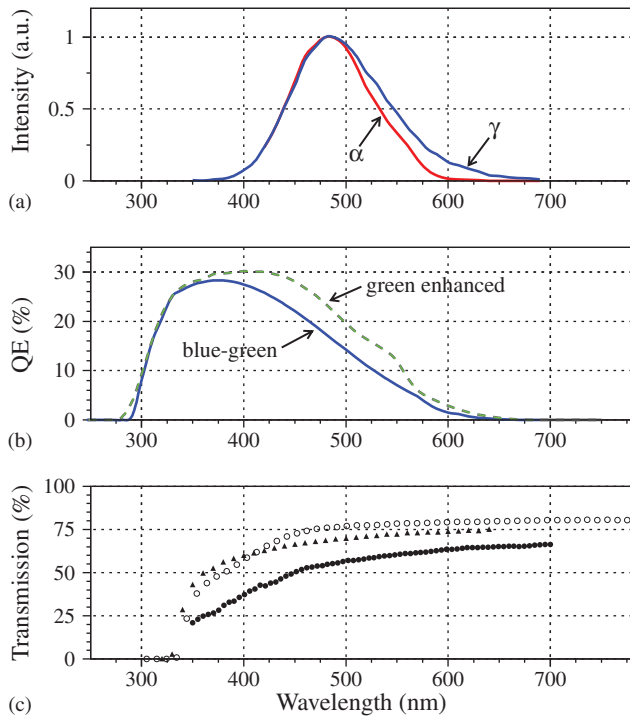 1
0.5
0
Intensity (a.u.)
α
γ
300
400
500
600
700
(a)
30
20
10
0
QE (%)
green enhanced
blue-green
300
400
500
600
700
(b)
100
75
50
25
0
Transmission (%)
300
400
500
600
700
(c)
Wavelength (nm)